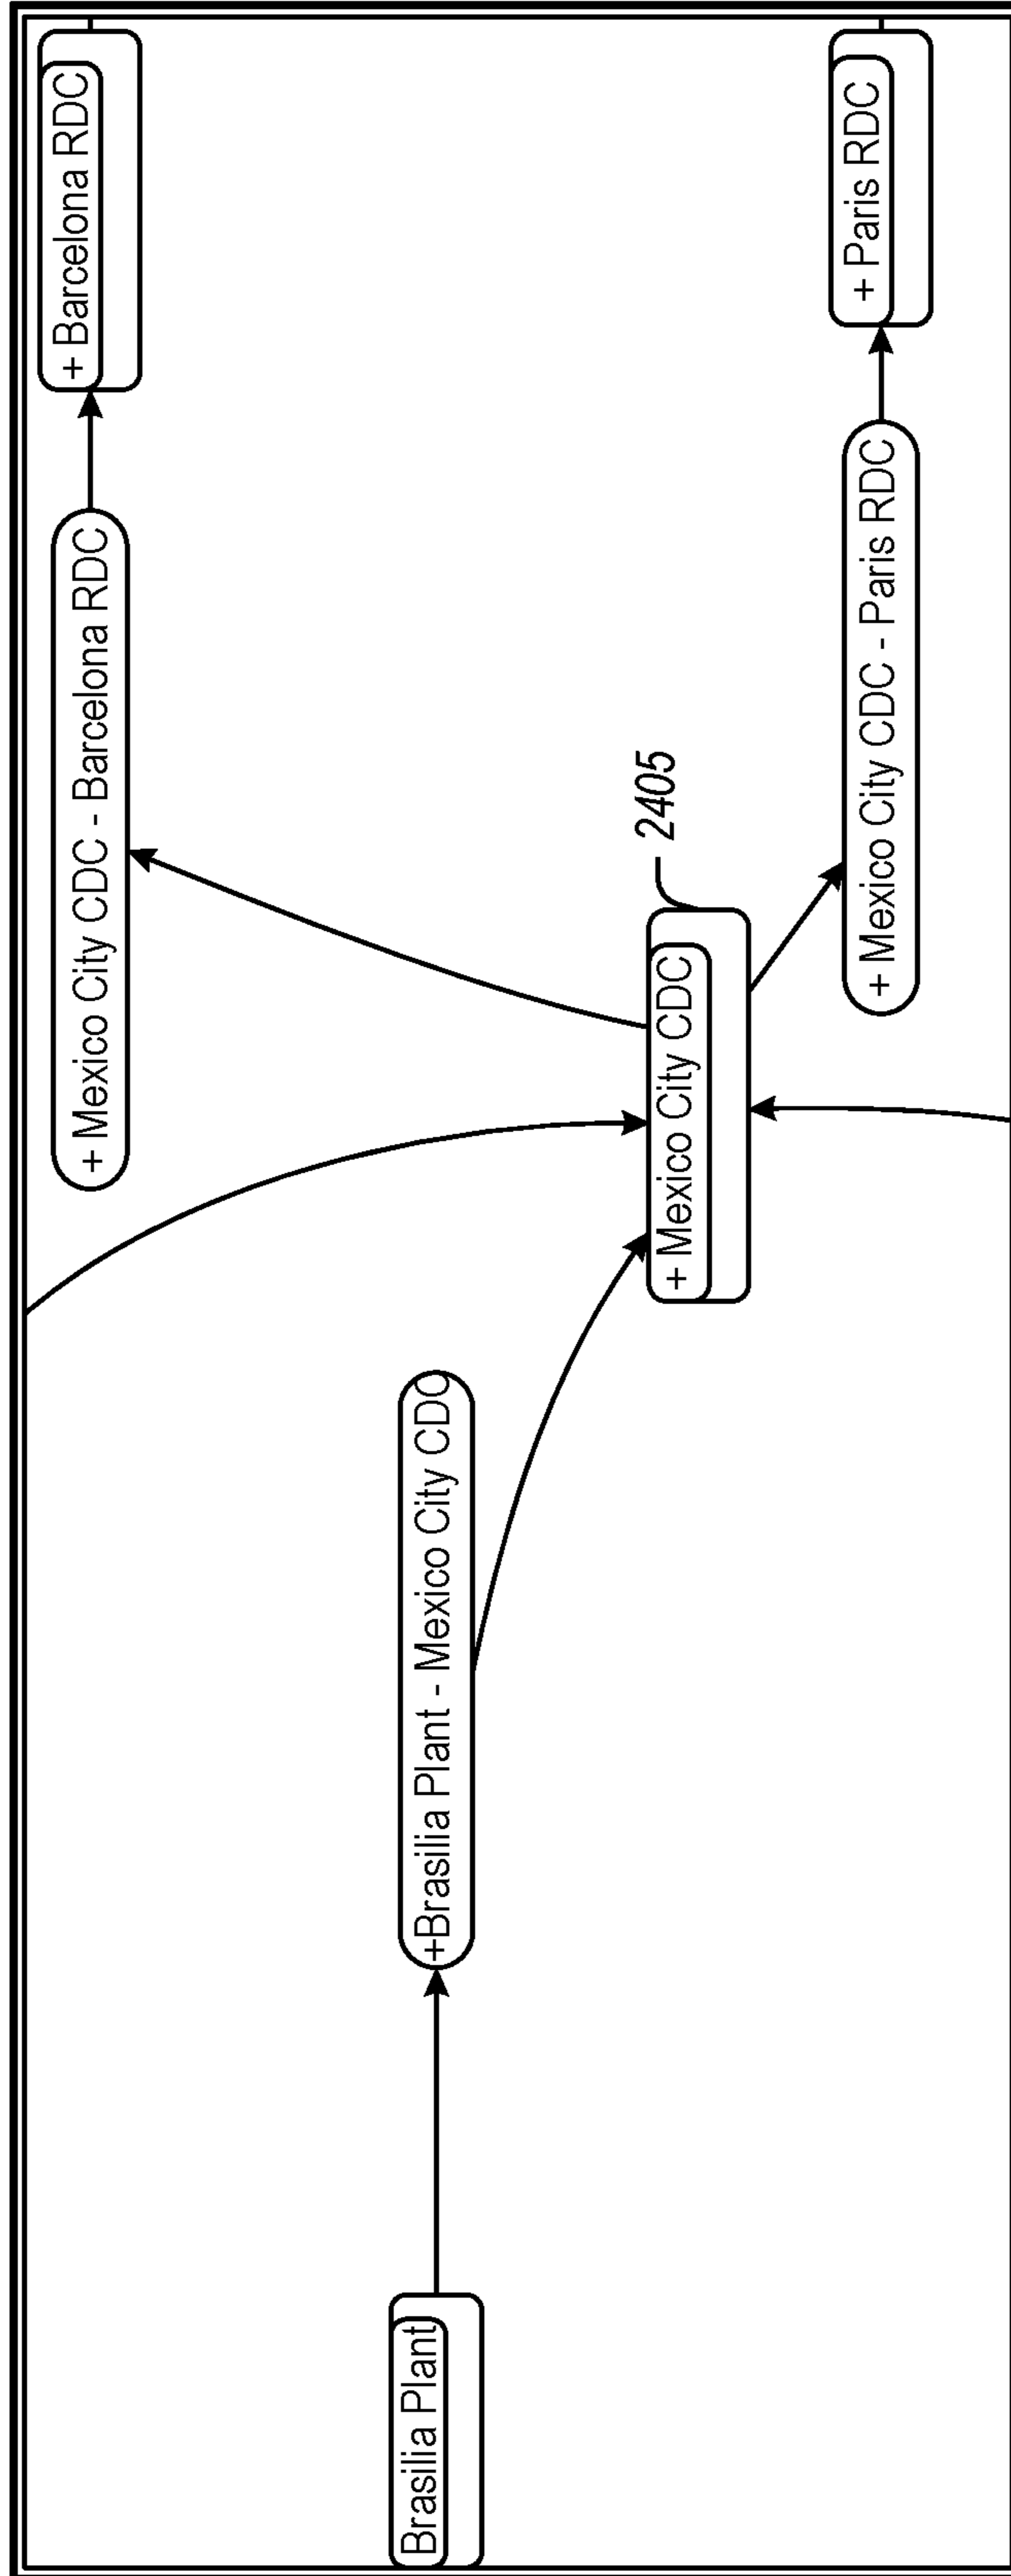 + Mexico City CDC - Barcelona RDC
+ Barcelona RDC
Brasilia Plant
+Brasilia Plant - Mexico City CDC
+ Mexico City CDC
2405
+ Mexico City CDC - Paris RDC
+ Paris RDC